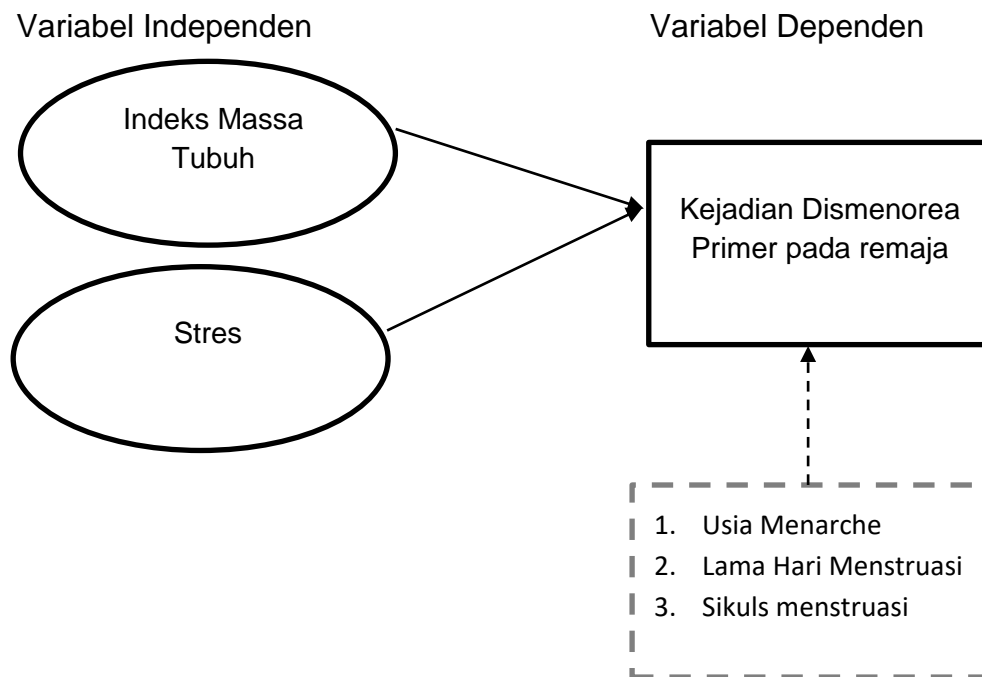 Variabel Independen
Variabel Dependen
Indeks Massa
Tubuh
Stres
Kejadian Dismenorea
Primer pada remaja
1. Usia Menarche
2. Lama Hari Menstruasi
3. Sikuls menstruasi